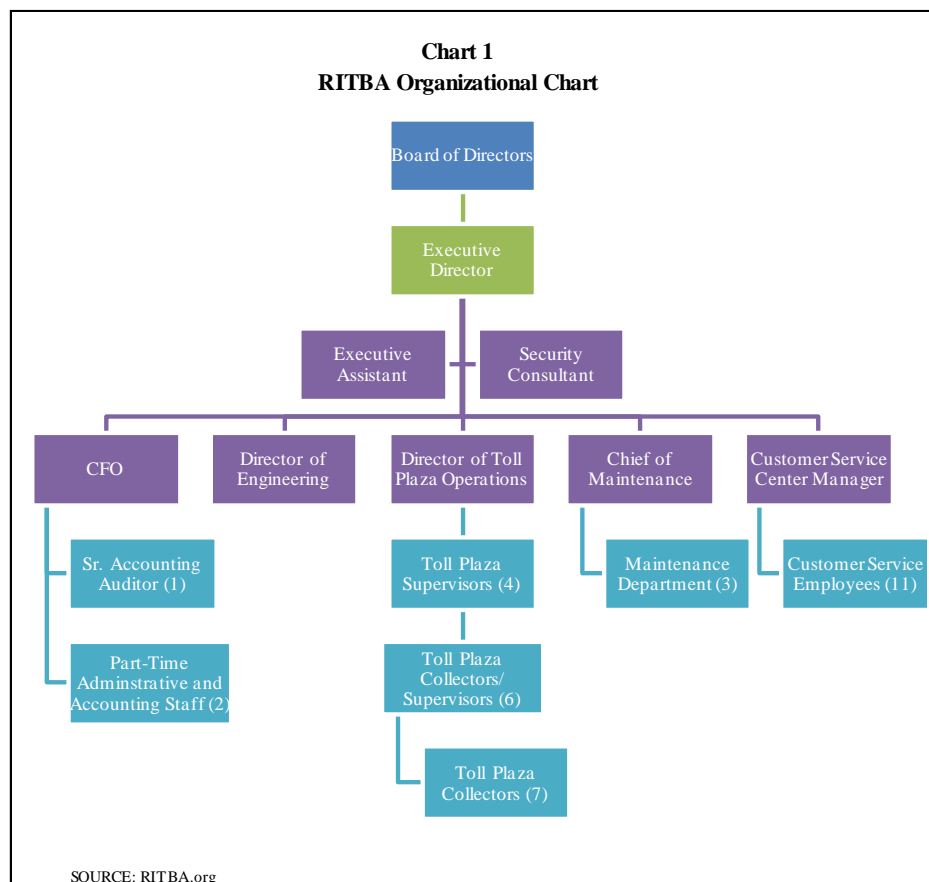 Chart 1
RITBA Organizational Chart
Board of Directors
Executive
Director
Executive
Assistant
Security
Consultant
CFO
Director of
Engineering
Director of Toll
Plaza Operations
Chief of
Maintenance
Customer Service
Center Manager
Sr. Accounting
Auditor (1)
Toll Plaza
Supervisors (4)
Maintenance
Department (3)
Customer Service
Employees (11)
Part-Time
Adminstrative and
Accounting Staff (2)
Toll Plaza
Collectors/
Supervisors (6)
Toll Plaza
Collectors (7)
SOURCE: RITBA.org